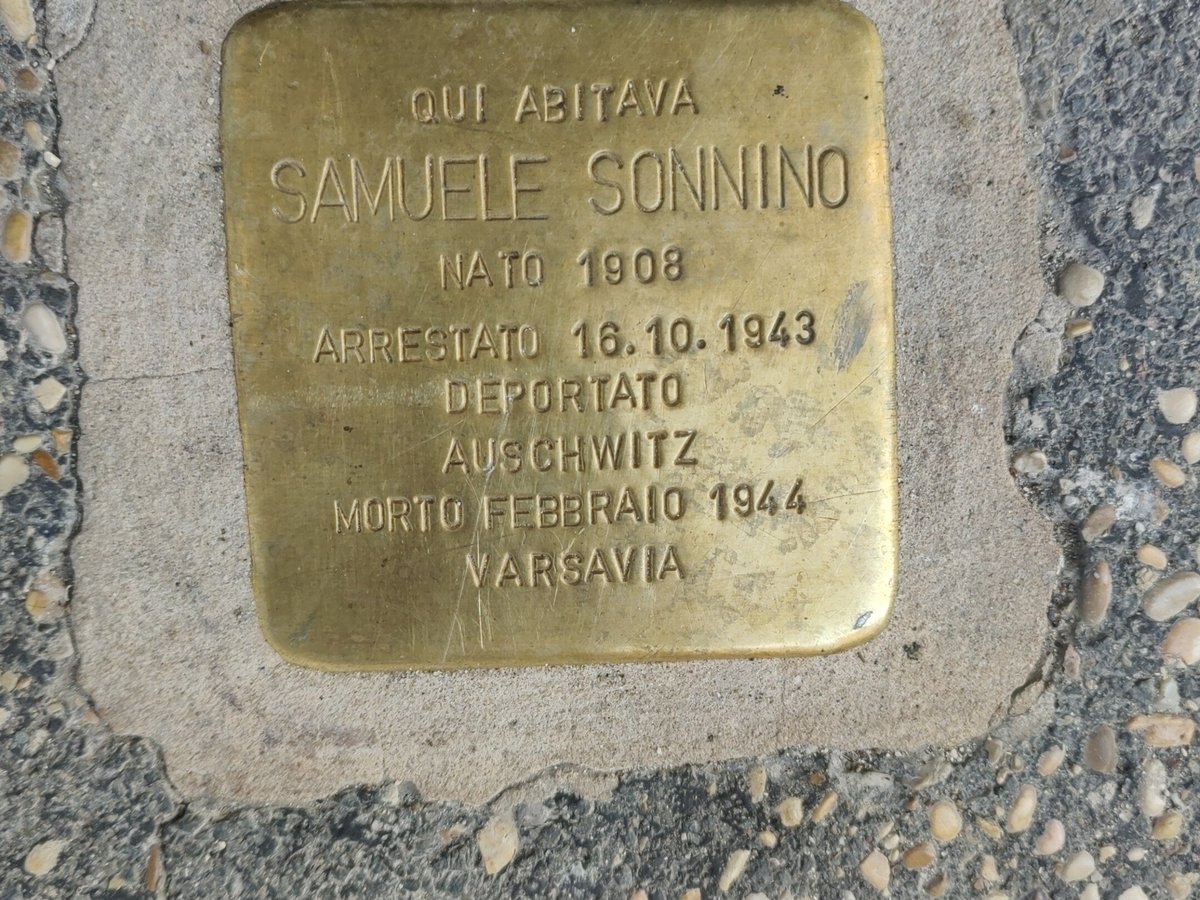 QUI ABITAVA
SAMUELE SONNINO
NATO 1908
ARRESTATO 16.10.1943
DEPORTATO
AUSCHWITZ
MORTO FEBBRAIO 1944
VARSAVIA